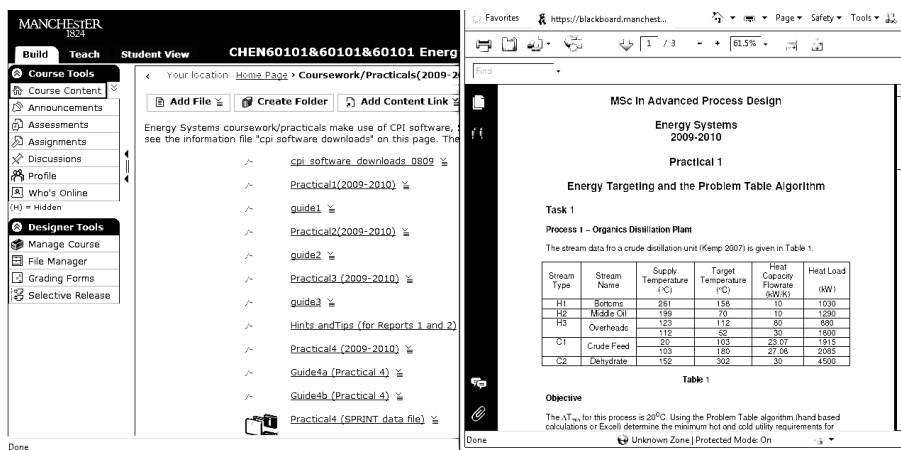 MANCHESTER
1824
Build Teach Student View CHEN60101&60101&60101 Energ
Course Tools
Course Content
Announcements
Assessments
Assignments
Discussions
Profile
Who's Online
(H) = Hidden
Designer Tools
Manage Course
File Manager
Grading Forms
Selective Release
Your location: Home Page › Coursework/Practicals(2009-2
Add File Create Folder Add Content Link
Energy Systems coursework/practicals make use of CPI software,
see the information file "cpi software downloads" on this page. The
cpi software downloads 0809
Practical1(2009-2010)
guide1
Practical2(2009-2010)
guide2
Practical3 (2009-2010)
guide3
Hints andTips (for Reports 1 and 2)
Practical4 (2009-2010)
Guide4a (Practical 4)
Guide4b (Practical 4)
Practical4 (SPRINT data file)
Done
Favorites https://blackboard.manchest... Page Safety Tools
1 / 3 61.5%
Find
MSc In Advanced Process Design
Energy Systems
2009-2010
Practical 1
Energy Targeting and the Problem Table Algorithm
Task 1
Process 1 – Organics Distillation Plant
The stream data fro a crude distillation unit (Kemp 2007) is given in Table 1.
Stream Type Stream Name Supply Temperature (°C) Target Temperature (°C) Heat Capacity Flowrate (kW/K) Heat Load (kW)
H1 Bottoms 261 156 10 1030
H2 Middle Oil 199 70 10 1290
H3 Overheads 123 112 80 880
112 52 30 1800
C1 Crude Feed 20 103 23.07 1915
103 180 27.08 2085
C2 Dehydrate 152 302 30 4500
Table 1
Objective
The ΔTmin for this process is 20⁰C. Using the Problem Table algorithm (hand based
calculations or Excel) determine the minimum hot and cold utility requirements for
Done Unknown Zone | Protected Mode: On